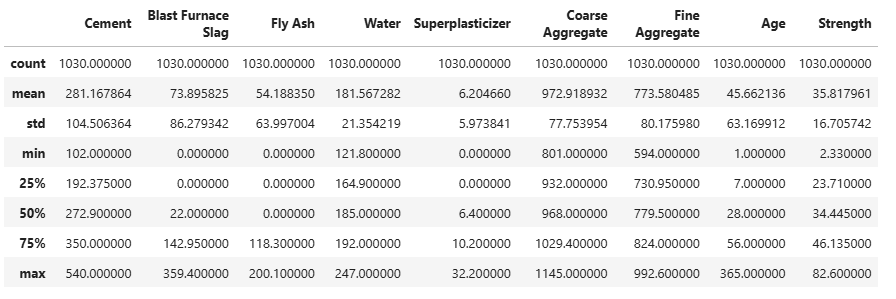 Cement Blast Furnace Slag Fly Ash Water Superplasticizer Coarse Aggregate Fine Aggregate Age Strength
count 1030.000000 1030.000000 1030.000000 1030.000000 1030.000000 1030.000000 1030.000000 1030.000000 1030.000000
mean 281.167864 73.895825 54.188350 181.567282 6.204660 972.918932 773.580485 45.662136 35.817961
std 104.506364 86.279342 63.997004 21.354219 5.973841 77.753954 80.175980 63.169912 16.705742
min 102.000000 0.000000 0.000000 121.800000 0.000000 801.000000 594.000000 1.000000 2.330000
25% 192.375000 0.000000 0.000000 164.900000 0.000000 932.000000 730.950000 7.000000 23.710000
50% 272.900000 22.000000 0.000000 185.000000 6.400000 968.000000 779.500000 28.000000 34.445000
75% 350.000000 142.950000 118.300000 192.000000 10.200000 1029.400000 824.000000 56.000000 46.135000
max 540.000000 359.400000 200.100000 247.000000 32.200000 1145.000000 992.600000 365.000000 82.600000